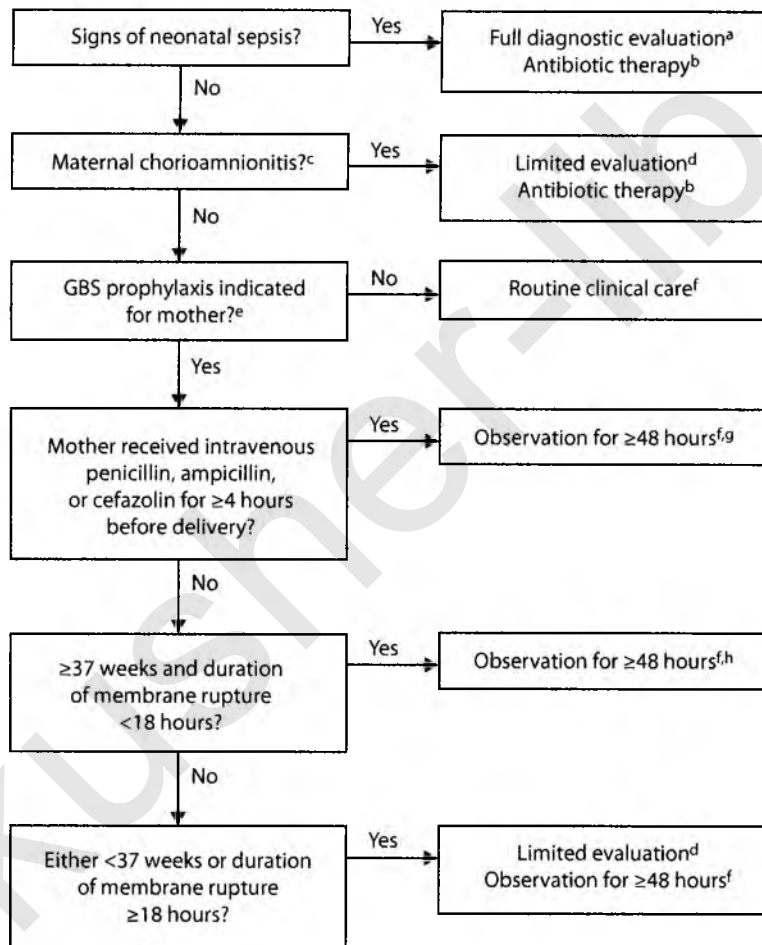 Signs of neonatal sepsis?
Yes
Full diagnostic evaluationᵃ
Antibiotic therapyᵇ
No
Maternal chorioamnionitis?ᶜ
Yes
Limited evaluationᵈ
Antibiotic therapyᵇ
No
GBS prophylaxis indicated
for mother?ᵉ
No
Routine clinical careᶠ
Yes
Mother received intravenous
penicillin, ampicillin,
or cefazolin for ≥4 hours
before delivery?
Yes
Observation for ≥48 hoursᶠ,ᵍ
No
≥37 weeks and duration
of membrane rupture
<18 hours?
Yes
Observation for ≥48 hoursᶠ,ʰ
No
Either <37 weeks or duration
of membrane rupture
≥18 hours?
Yes
Limited evaluationᵈ
Observation for ≥48 hoursᶠ
kusher-lib